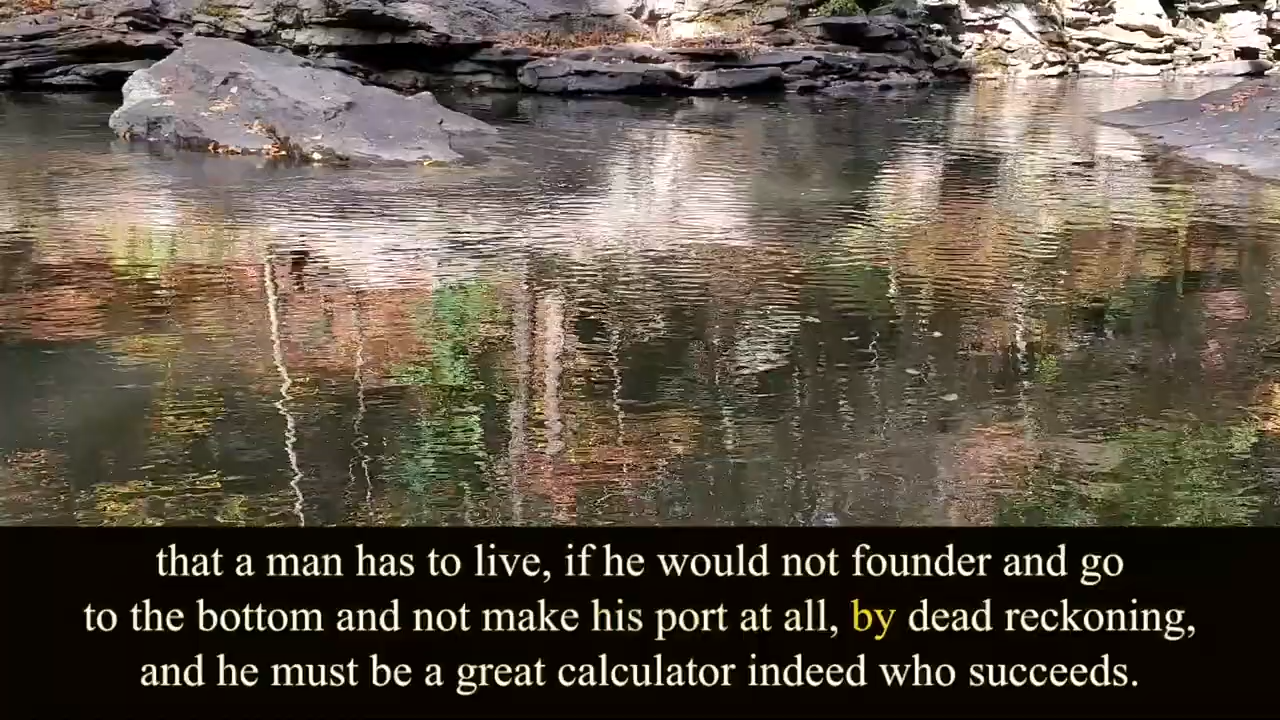 that a man has to live, if he would not founder and go
to the bottom and not make his port at all, by dead reckoning,
and he must be a great calculator indeed who succeeds.